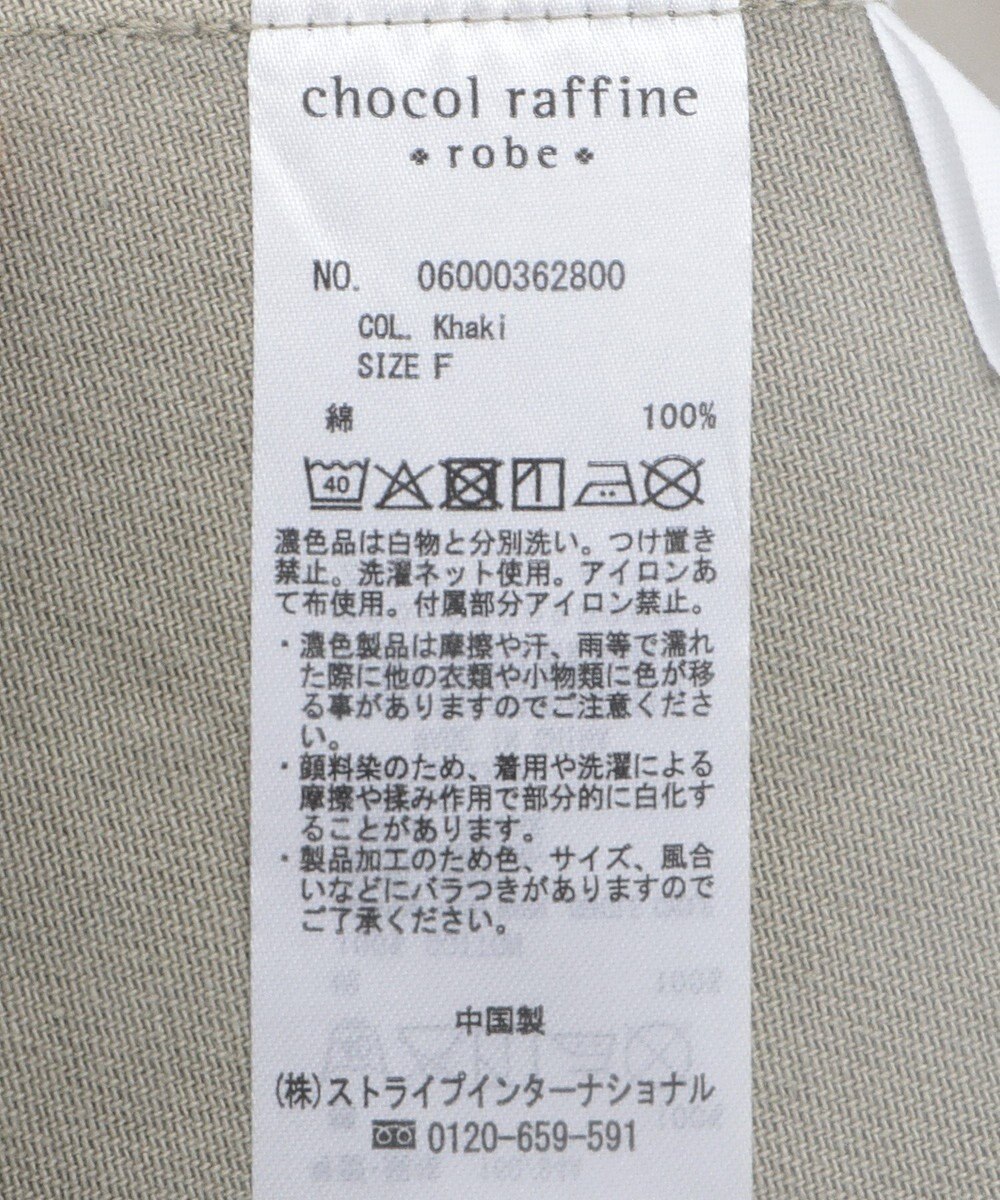 chocol raffine
robe
NO. 06000362800
COL. Khaki
SIZE F
綿 100%
40
濃色品は白物と分別洗い。つけ置き
禁止。洗濯ネット使用。アイロンあ
て布使用。付属部分アイロン禁止。
・濃色製品は摩擦や汗、雨等で濡れ
た際に他の衣類や小物類に色が移
る事がありますのでご注意くださ
い。
・顔料染のため、着用や洗濯による
摩擦や揉み作用で部分的に白化す
ることがあります。
・製品加工のため色、サイズ、風合
いなどにバラつきがありますので
ご了承ください。
中国製
(株)ストライプインターナショナル
0120-659-591